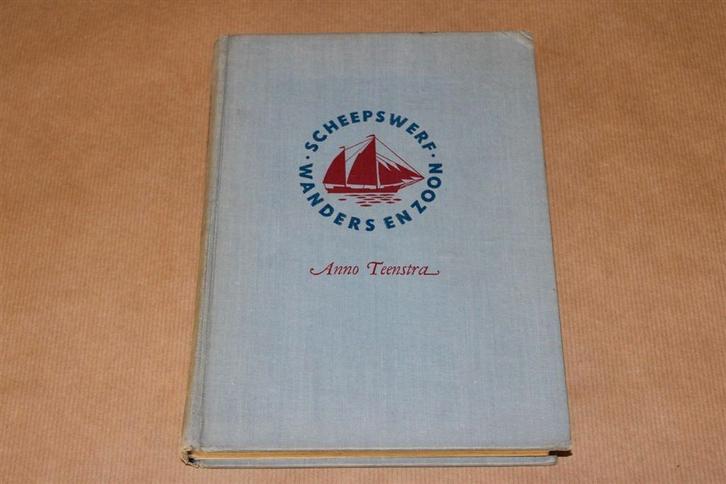 · SCHEEPSWERF ·
WANDERS EN ZOON
Anno Teenstra